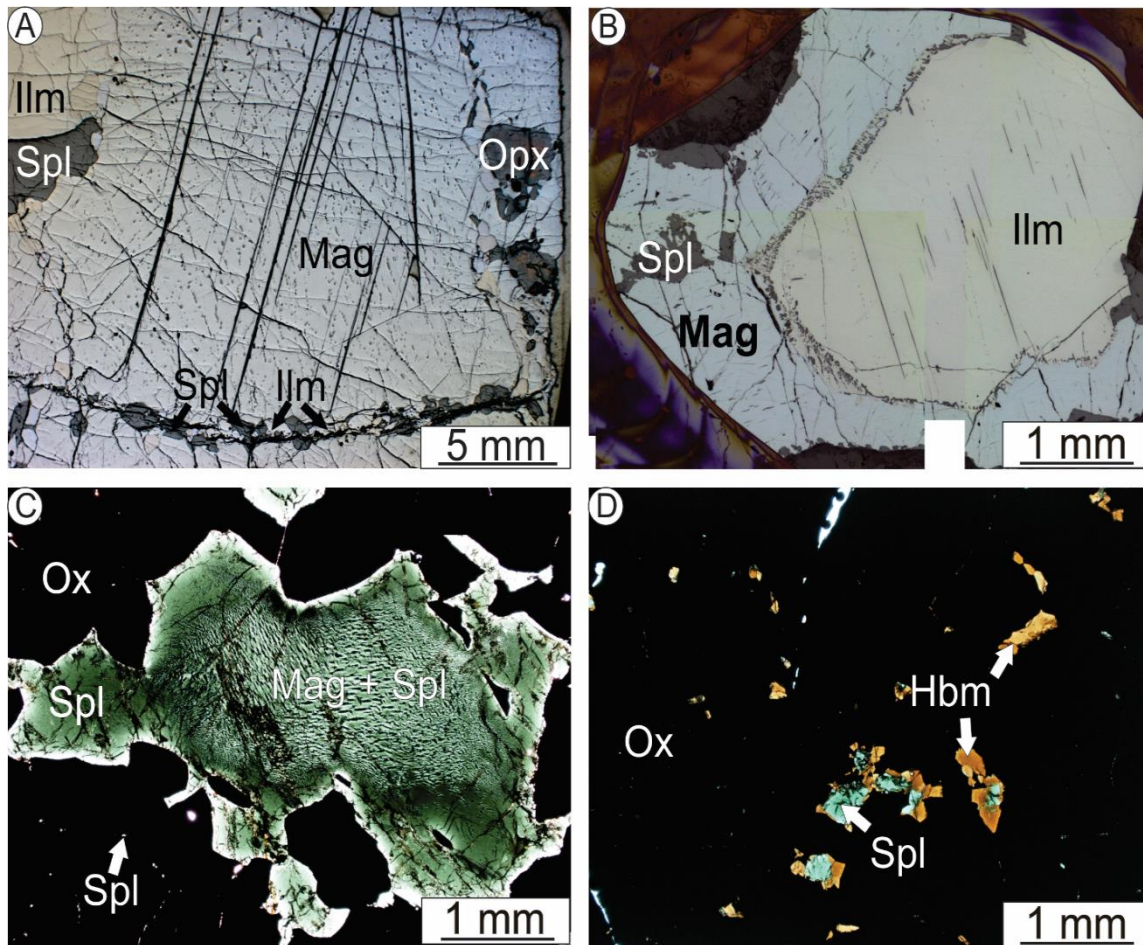 A
Ilm
Spl
Opx
Mag
Spl
Ilm
5 mm
B
Ilm
Spl
Mag
1 mm
C
Ox
Spl
Mag + Spl
Spl
1 mm
D
Hbm
Ox
Spl
1 mm